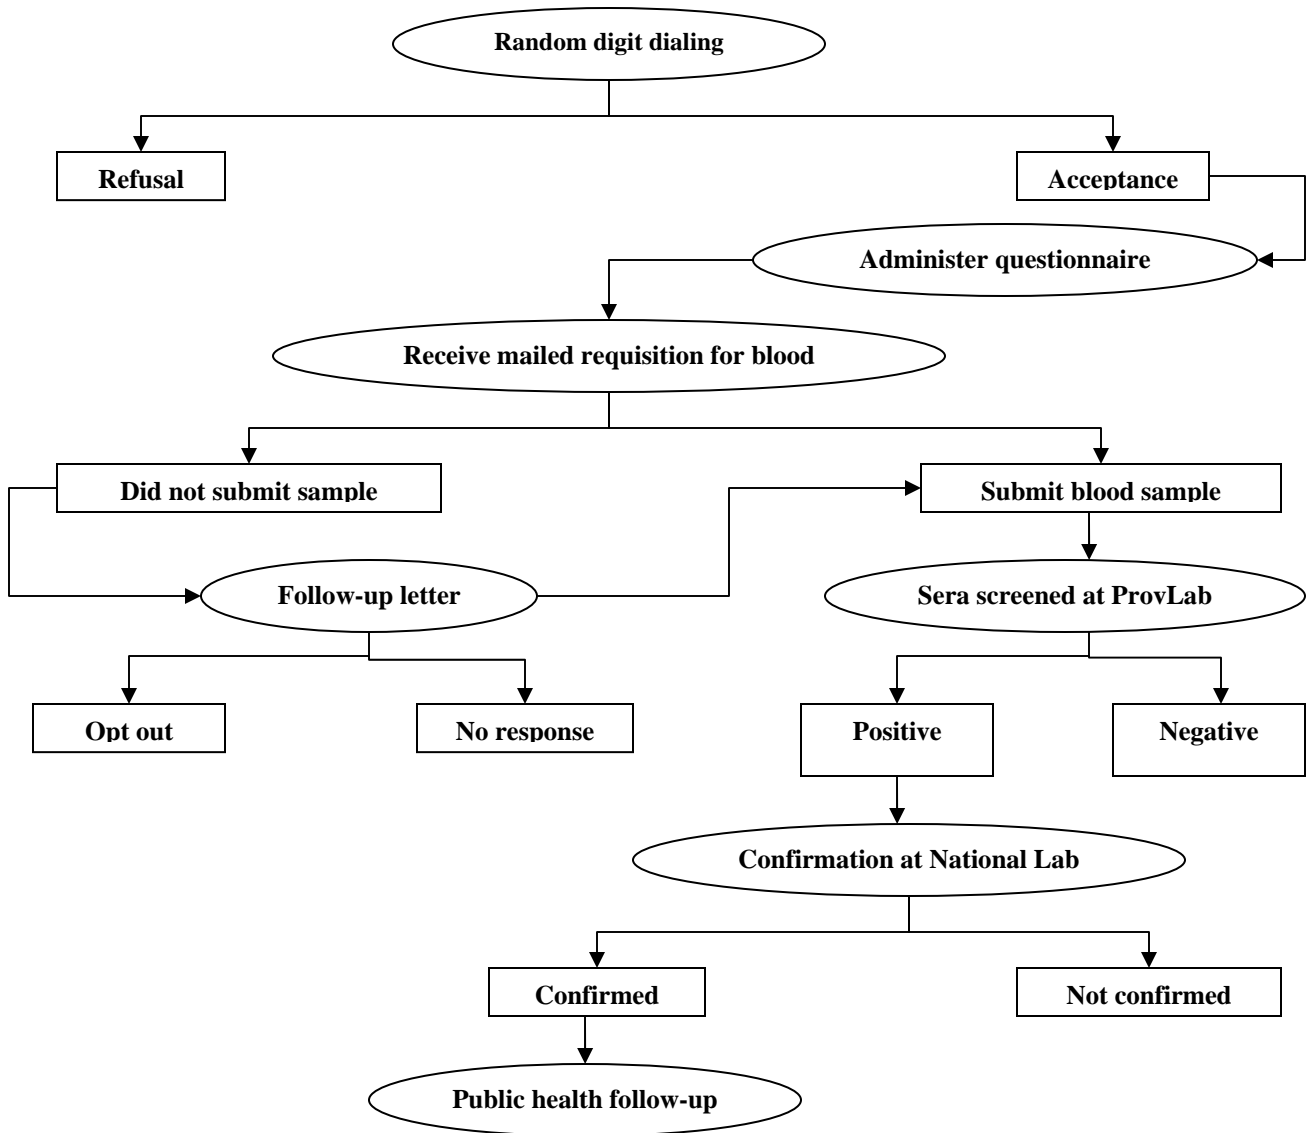 Random digit dialing
Refusal
Acceptance
Administer questionnaire
Receive mailed requisition for blood
Did not submit sample
Submit blood sample
Follow-up letter
Sera screened at ProvLab
Opt out
No response
Positive
Negative
Confirmation at National Lab
Confirmed
Not confirmed
Public health follow-up